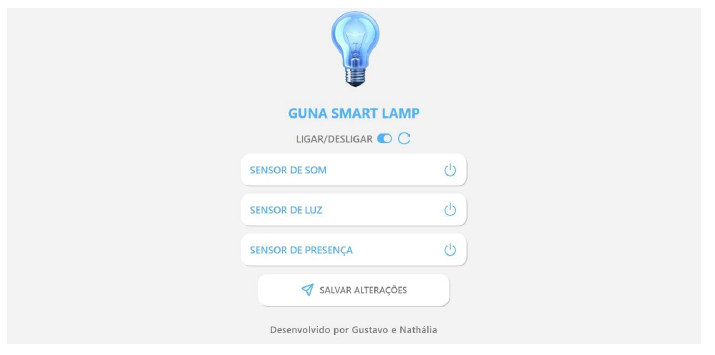 GUNA SMART LAMP
LIGAR/DESLIGAR
SENSOR DE SOM
SENSOR DE LUZ
SENSOR DE PRESENÇA
SALVAR ALTERAÇÕES
Desenvolvido por Gustavo e Nathália